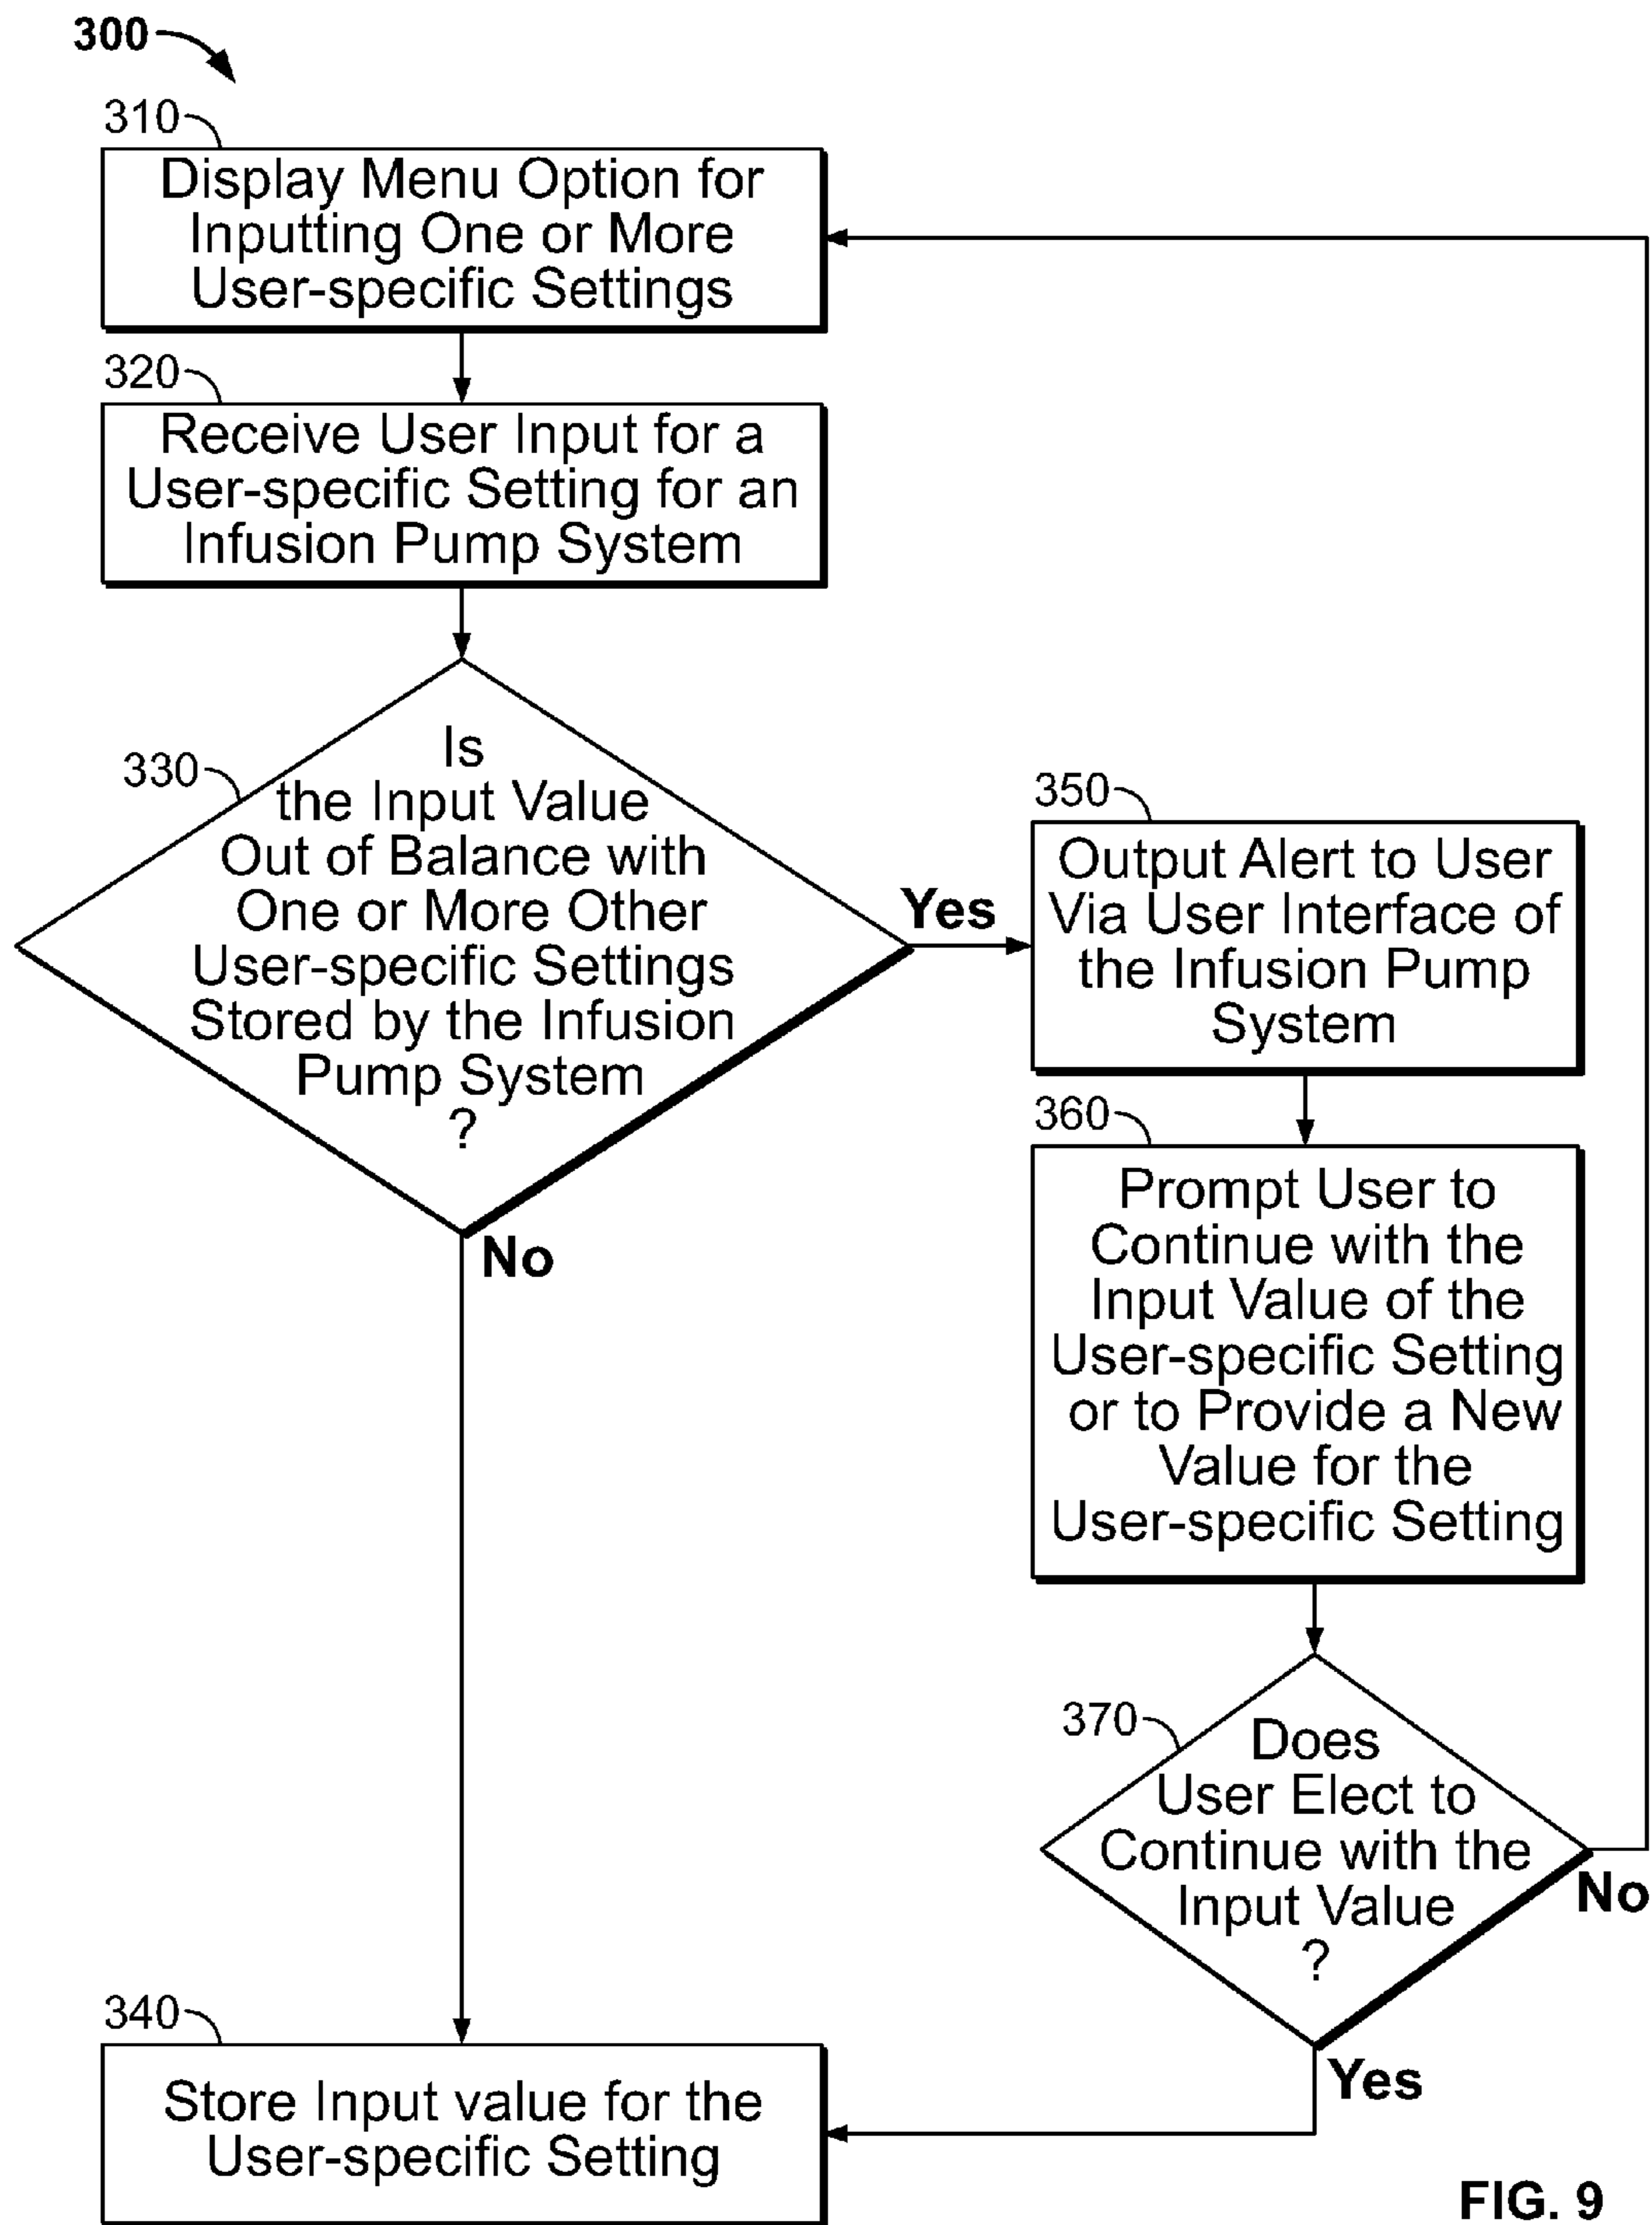 300
310
Display Menu Option for
Inputting One or More
User-specific Settings
320
Receive User Input for a
User-specific Setting for an
Infusion Pump System
330
Is
the Input Value
Out of Balance with
One or More Other
User-specific Settings
Stored by the Infusion
Pump System
?
Yes
No
350
Output Alert to User
Via User Interface of
the Infusion Pump
System
360
Prompt User to
Continue with the
Input Value of the
User-specific Setting
or to Provide a New
Value for the
User-specific Setting
370
Does
User Elect to
Continue with the
Input Value
?
No
Yes
340
Store Input value for the
User-specific Setting
FIG. 9